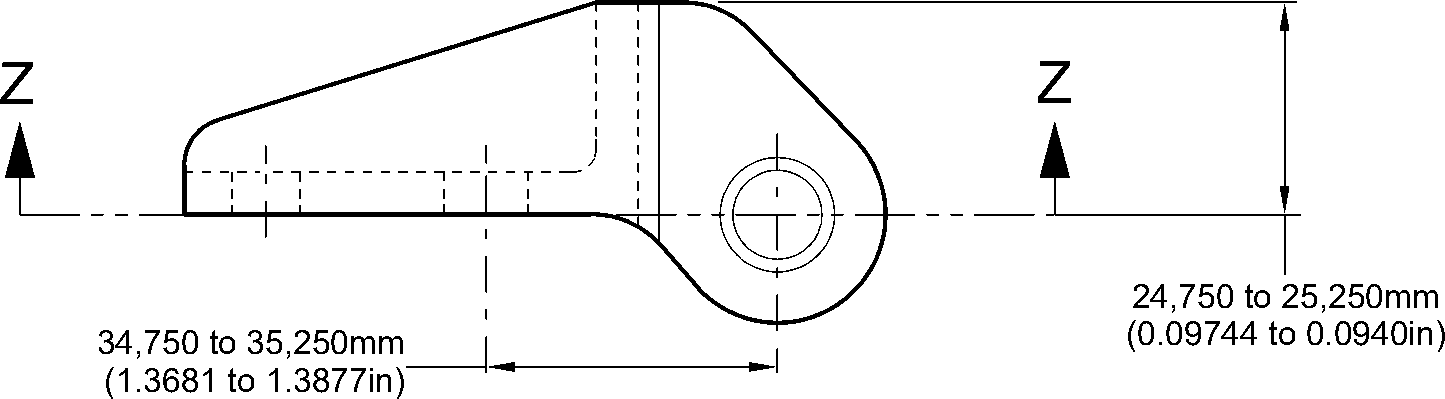 Z
Z
24,750 to 25,250mm
(0.09744 to 0.0940in)
34,750 to 35,250mm
(1.3681 to 1.3877in)